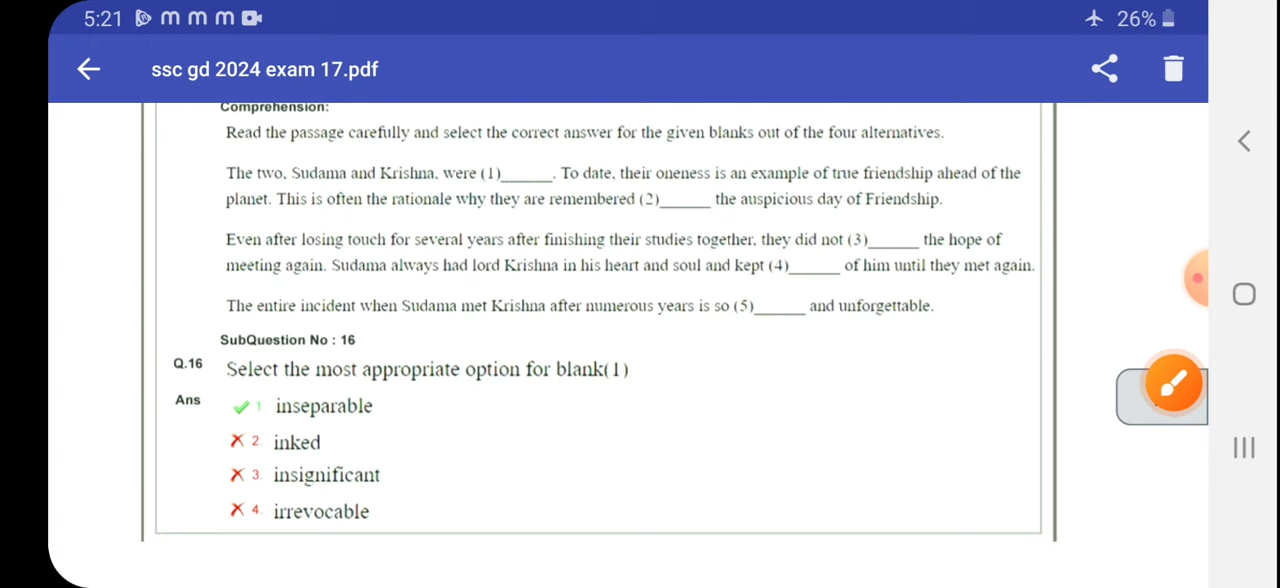 5:21 26%
ssc gd 2024 exam 17.pdf
Comprehension:
Read the passage carefully and select the correct answer for the given blanks out of the four alternatives.
The two, Sudama and Krishna, were (1)______. To date, their oneness is an example of true friendship ahead of the
planet. This is often the rationale why they are remembered (2)______ the auspicious day of Friendship.
Even after losing touch for several years after finishing their studies together, they did not (3)______ the hope of
meeting again. Sudama always had lord Krishna in his heart and soul and kept (4)______ of him until they met again.
The entire incident when Sudama met Krishna after numerous years is so (5)______ and unforgettable.
SubQuestion No : 16
Q.16 Select the most appropriate option for blank(1)
Ans 1 inseparable
2. inked
3. insignificant
4. irrevocable